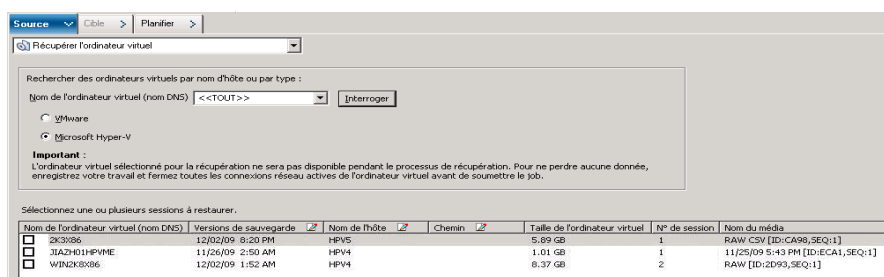 Source Cible > Planifier >
Récupérer l'ordinateur virtuel
Rechercher des ordinateurs virtuels par nom d'hôte ou par type :
Nom de l'ordinateur virtuel (nom DNS) <<TOUT>> Interroger
VMware
Microsoft Hyper-V
Important :
L'ordinateur virtuel sélectionné pour la récupération ne sera pas disponible pendant le processus de récupération. Pour ne perdre aucune donnée,
enregistrez votre travail et fermez toutes les connexions réseau actives de l'ordinateur virtuel avant de soumettre le job.
Sélectionnez une ou plusieurs sessions à restaurer.
Nom de l'ordinateur virtuel (nom DNS) Versions de sauvegarde Nom de l'hôte Chemin Taille de l'ordinateur virtuel N° de session Nom du média
2K3X86 12/02/09 8:20 PM HPV5 5.89 GB 1 RAW CSV [ID:CA98,SEQ:1]
JIAZH01HPVME 11/26/09 2:50 AM HPV4 1.01 GB 1 11/25/09 5:43 PM [ID:ECA1,SEQ:1]
WIN2K8X86 12/02/09 1:52 AM HPV4 8.37 GB 2 RAW [ID:2D93,SEQ:1]